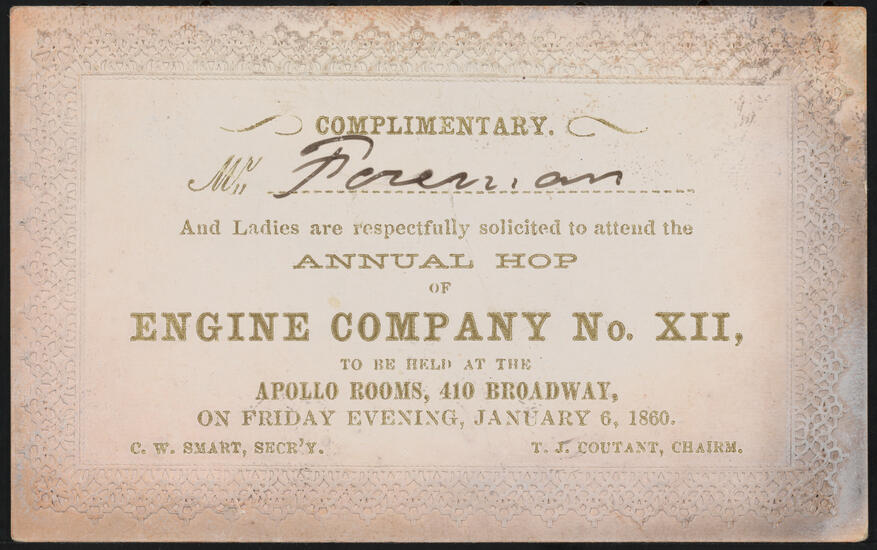 COMPLIMENTARY.
Mr. Foreman
And Ladies are respectfully solicited to attend the
ANNUAL HOP
OF
ENGINE COMPANY No. XII,
TO BE HELD AT THE
APOLLO ROOMS, 410 BROADWAY,
ON FRIDAY EVENING, JANUARY 6, 1860.
C. W. SMART, SECR'Y. T. J. COUTANT, CHAIRM.